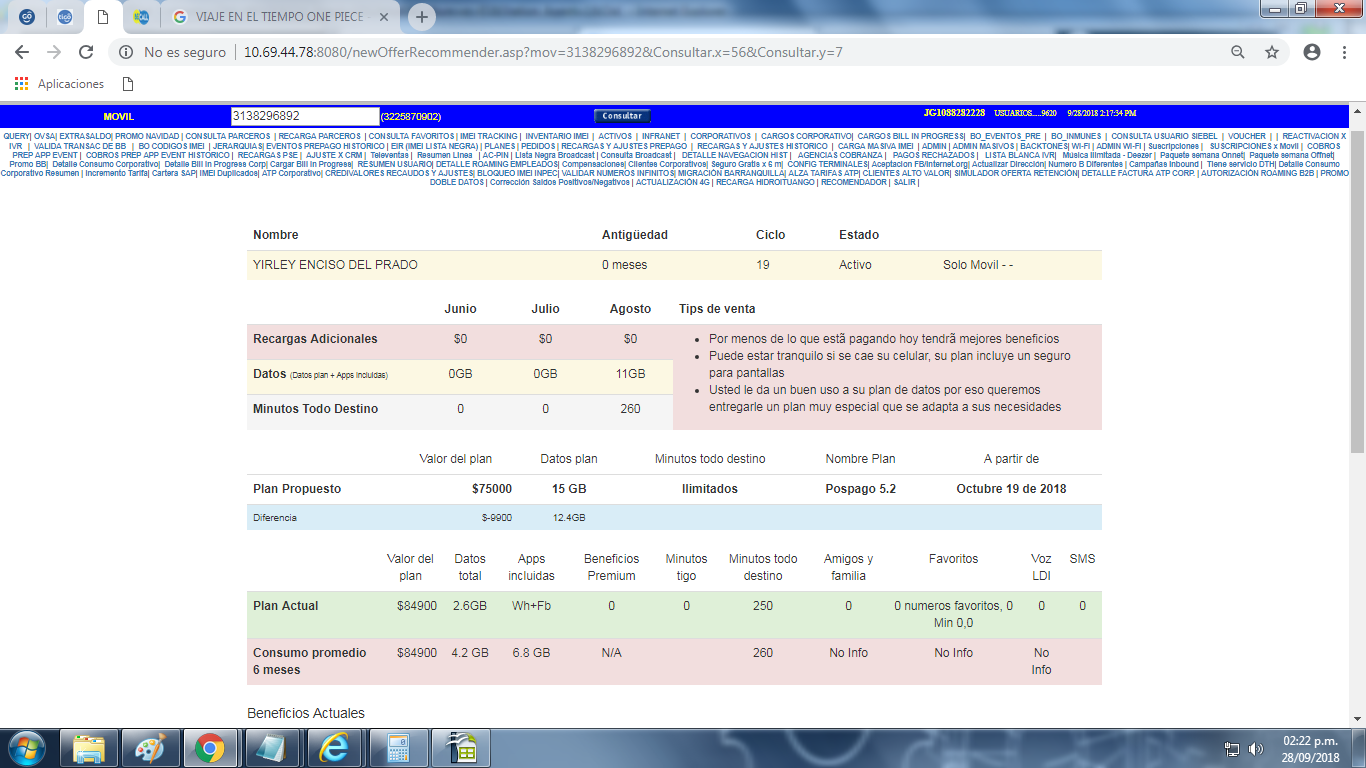 GÓ
tigo
VIAJE EN EL TIEMPO ONE PIECE -
No es seguro | 10.69.44.78:8080/newOfferRecommender.asp?mov=3138296892&Consultar.x=56&Consultar.y=7
Aplicaciones
MOVIL 3138296892 (3225870902) Consultar JG1088282228 USUARIOS....9620 9/28/2018 2:17:34 PM
QUERY| OVSA| EXTRASALDO| PROMO NAVIDAD | CONSULTA PARCEROS | RECARGA PARCEROS | CONSULTA FAVORITOS | IMEI TRACKING | INVENTARIO IMEI | ACTIVOS | INFRANET | CORPORATIVOS | CARGOS CORPORATIVO| CARGOS BILL IN PROGRESS| BO_EVENTOS_PRE | BO_INMUNES | CONSULTA USUARIO SIEBEL | VOUCHER | | REACTIVACION X
IVR | VALIDA TRANSAC DE BB | BO CODIGOS IMEI | JERARQUIAS| EVENTOS PREPAGO HISTORICO | EIR (IMEI LISTA NEGRA) | PLANES | PEDIDOS | RECARGAS Y AJUSTES PREPAGO | RECARGAS Y AJUSTES HISTORICO | CARGA MASIVA IMEI | ADMIN | ADMIN MASIVOS | BACKTONES| WI-FI | ADMIN WI-FI | Suscripciones | SUSCRIPCIONES x Movil | COBROS
PREP APP EVENT | COBROS PREP APP EVENT HISTORICO | RECARGAS PSE | AJUSTE X CRM | Televentas | Resumen Linea | AC-PIN | Lista Negra Broadcast | Consulta Broadcast | DETALLE NAVEGACION HIST | AGENCIAS COBRANZA | PAGOS RECHAZADOS | LISTA BLANCA IVR| Música Ilimitada - Deezer | Paquete semana Onnet| Paquete semana Offnet|
Promo BB| Detalle Consumo Corporativo| Detalle Bill In Progress Corp| Cargar Bill In Progress| RESUMEN USUARIO| DETALLE ROAMING EMPLEADOS| Compensaciones| Clientes Corporativos| Seguro Gratis x 6 m| CONFIG TERMINALES| Aceptacion FB/Internet.org| Actualizar Dirección| Numero B Diferentes | Campañas Inbound | Tiene servicio DTH| Detalle Consumo
Corporativo Resumen | Incremento Tarifa| Cartera SAP| IMEI Duplicados| ATP Corporativo| CREDIVALORES RECAUDOS Y AJUSTES| BLOQUEO IMEI INPEC| VALIDAR NUMEROS INFINITOS| MIGRACIÓN BARRANQUILLA| ALZA TARIFAS ATP| CLIENTES ALTO VALOR| SIMULADOR OFERTA RETENCIÓN| DETALLE FACTURA ATP CORP. | AUTORIZACIÓN ROAMING B2B | PROMO
DOBLE DATOS | Corrección Saldos Positivos/Negativos | ACTUALIZACIÓN 4G | RECARGA HIDROITUANGO | RECOMENDADOR | SALIR |
Nombre Antigüedad Ciclo Estado
YIRLEY ENCISO DEL PRADO 0 meses 19 Activo Solo Movil - -
Junio Julio Agosto Tips de venta
Recargas Adicionales $0 $0 $0
Datos (Datos plan + Apps incluidas) 0GB 0GB 11GB
Minutos Todo Destino 0 0 260
• Por menos de lo que estã pagando hoy tendrã mejores beneficios
• Puede estar tranquilo si se cae su celular, su plan incluye un seguro
para pantallas
• Usted le da un buen uso a su plan de datos por eso queremos
entregarle un plan muy especial que se adapta a sus necesidades
Valor del plan Datos plan Minutos todo destino Nombre Plan A partir de
Plan Propuesto $75000 15 GB Ilimitados Pospago 5.2 Octubre 19 de 2018
Diferencia $-9900 12.4GB
Valor del Datos Apps Beneficios Minutos Minutos todo Amigos y Favoritos Voz SMS
plan total incluidas Premium tigo destino familia LDI
Plan Actual $84900 2.6GB Wh+Fb 0 0 250 0 0 numeros favoritos, 0 0 0
Min 0,0
Consumo promedio $84900 4.2 GB 6.8 GB N/A 260 No Info No Info No
6 meses Info
Beneficios Actuales
02:22 p.m.
28/09/2018